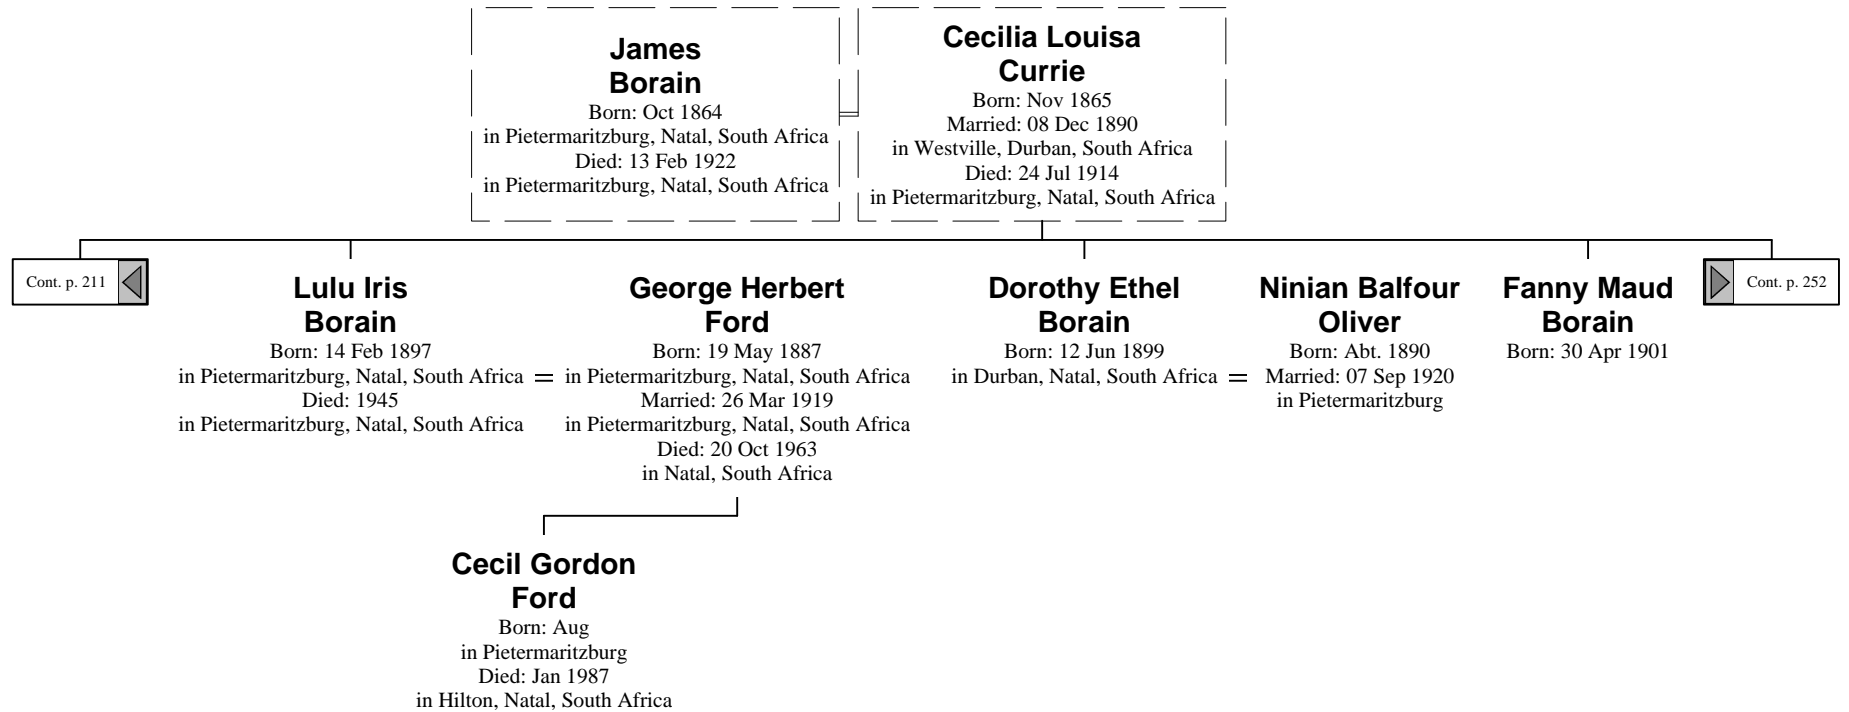 James
Borain
Born: Oct 1864
in Pietermaritzburg, Natal, South Africa
Died: 13 Feb 1922
in Pietermaritzburg, Natal, South Africa
Cecilia Louisa
Currie
Born: Nov 1865
Married: 08 Dec 1890
in Westville, Durban, South Africa
Died: 24 Jul 1914
in Pietermaritzburg, Natal, South Africa
Cont. p. 211
Lulu Iris
Borain
Born: 14 Feb 1897
in Pietermaritzburg, Natal, South Africa
Died: 1945
in Pietermaritzburg, Natal, South Africa
=
George Herbert
Ford
Born: 19 May 1887
in Pietermaritzburg, Natal, South Africa
Married: 26 Mar 1919
in Pietermaritzburg, Natal, South Africa
Died: 20 Oct 1963
in Natal, South Africa
Dorothy Ethel
Borain
Born: 12 Jun 1899
in Durban, Natal, South Africa
=
Ninian Balfour
Oliver
Born: Abt. 1890
Married: 07 Sep 1920
in Pietermaritzburg
Fanny Maud
Borain
Born: 30 Apr 1901
Cont. p. 252
Cecil Gordon
Ford
Born: Aug
in Pietermaritzburg
Died: Jan 1987
in Hilton, Natal, South Africa